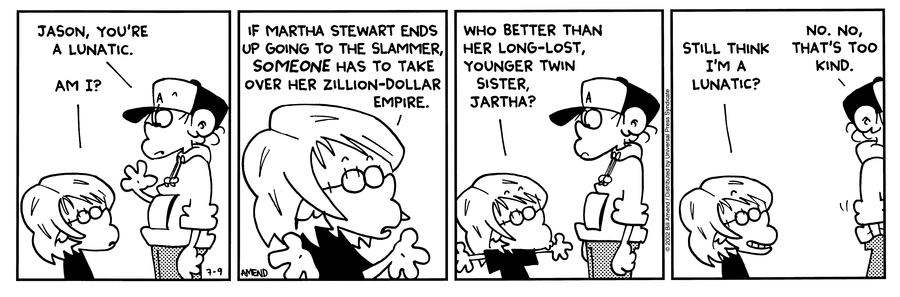 JASON, YOU'RE
A LUNATIC.
AM I?
A
7-9
IF MARTHA STEWART ENDS
UP GOING TO THE SLAMMER,
SOMEONE HAS TO TAKE
OVER HER ZILLION-DOLLAR
EMPIRE.
AMEND
WHO BETTER THAN
HER LONG-LOST,
YOUNGER TWIN
SISTER,
JARTHA?
A
© 2002 Bill Amend / Distributed by Universal Press Syndicate
STILL THINK
I'M A
LUNATIC?
NO. NO,
THAT'S TOO
KIND.